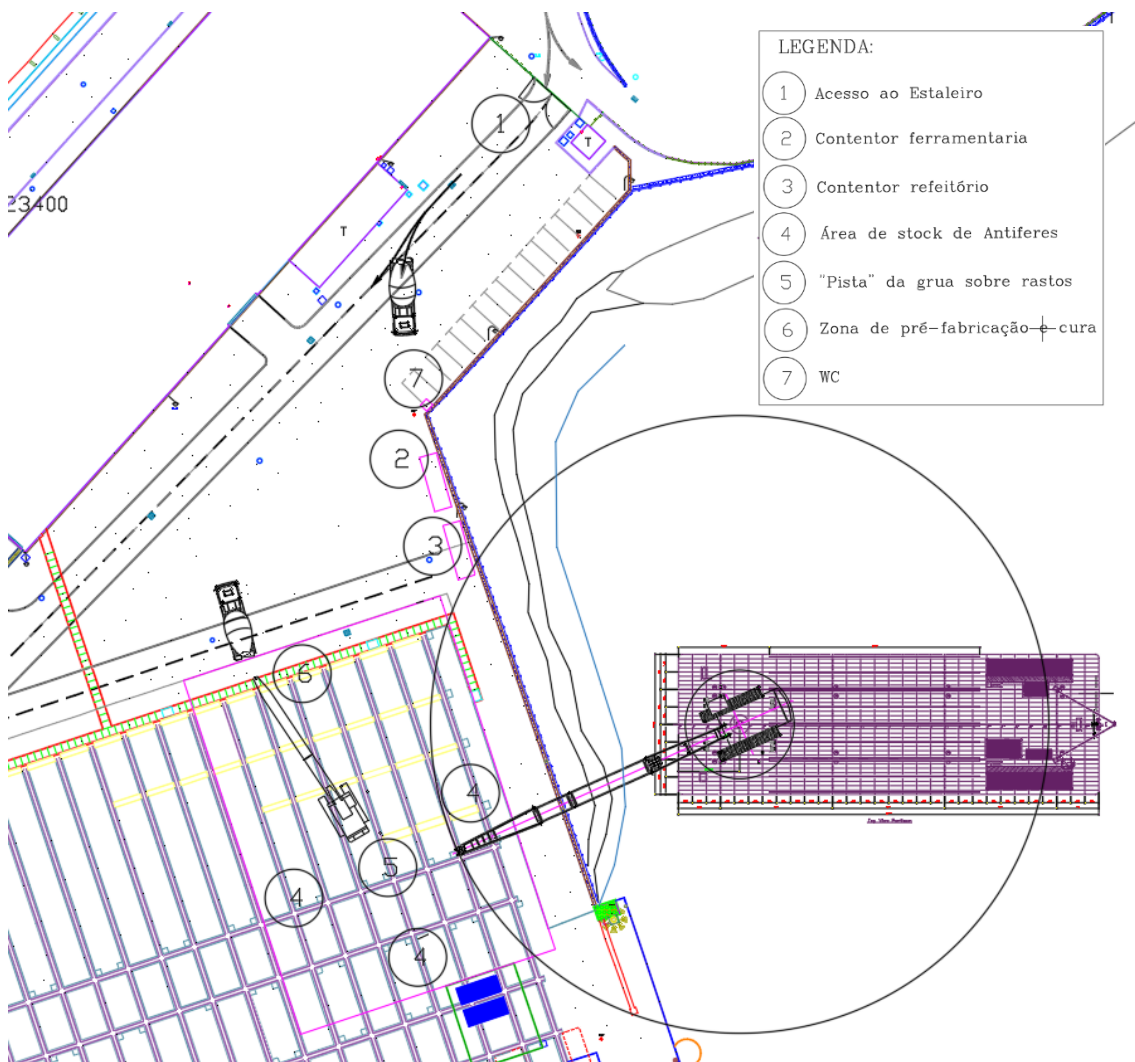 LEGENDA:
1 Acesso ao Estaleiro
2 Contentor ferramentaria
3 Contentor refeitório
4 Área de stock de Antiferes
5 "Pista" da grua sobre rastos
6 Zona de pré-fabricação e cura
7 WC
1
T
23400
T
7
2
3
6
4
5
4
4